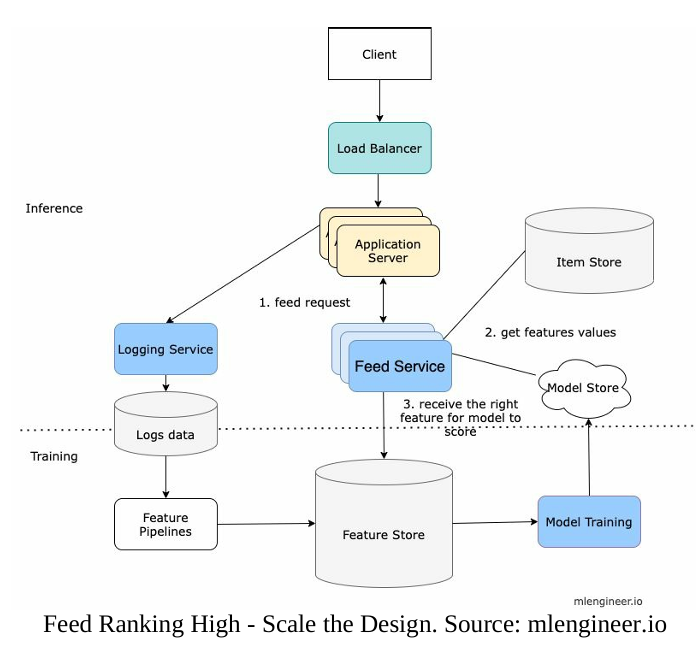 Client
Load Balancer
Inference
Application
Server
Item Store
1. feed request
Logging Service
2. get features values
Feed Service
Model Store
3. receive the right
feature for model to
score
Logs data
Training
Feature
Pipelines
Feature Store
Model Training
mlengineer.io
Feed Ranking High - Scale the Design. Source: mlengineer.io